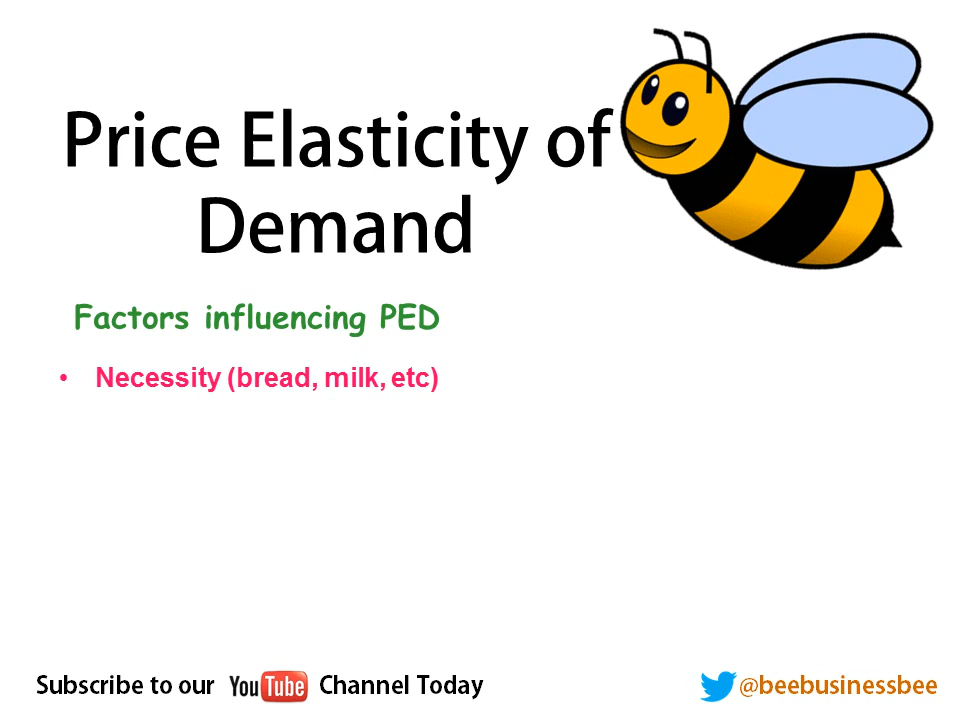 Price Elasticity of
Demand
Factors influencing PED
• Necessity (bread, milk, etc)
Subscribe to our YouTube Channel Today
@beebusinessbee